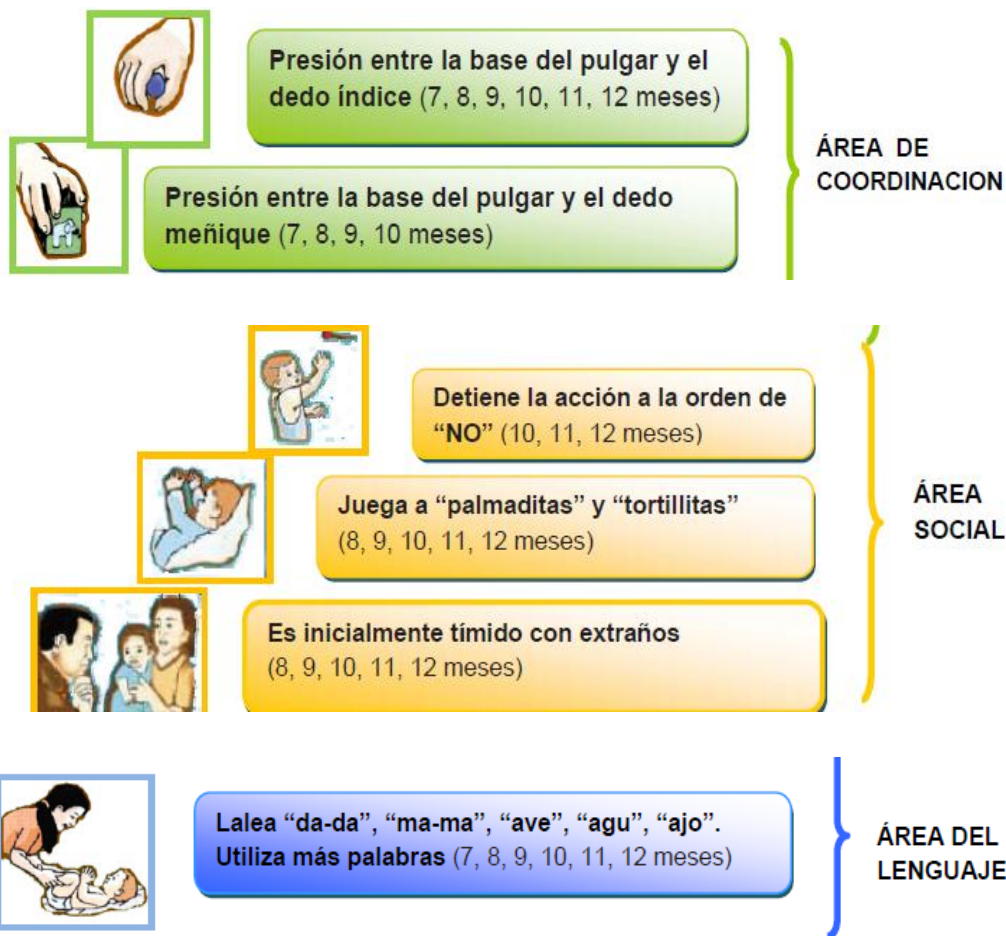 Presión entre la base del pulgar y el
dedo índice (7, 8, 9, 10, 11, 12 meses)
Presión entre la base del pulgar y el dedo
meñique (7, 8, 9, 10 meses)
ÁREA DE
COORDINACION
Detiene la acción a la orden de
“NO” (10, 11, 12 meses)
Juega a “palmaditas” y “tortillitas”
(8, 9, 10, 11, 12 meses)
Es inicialmente tímido con extraños
(8, 9, 10, 11, 12 meses)
ÁREA
SOCIAL
Lalea “da-da”, “ma-ma”, “ave”, “agu”, “ajo”.
Utiliza más palabras (7, 8, 9, 10, 11, 12 meses)
ÁREA DEL
LENGUAJE